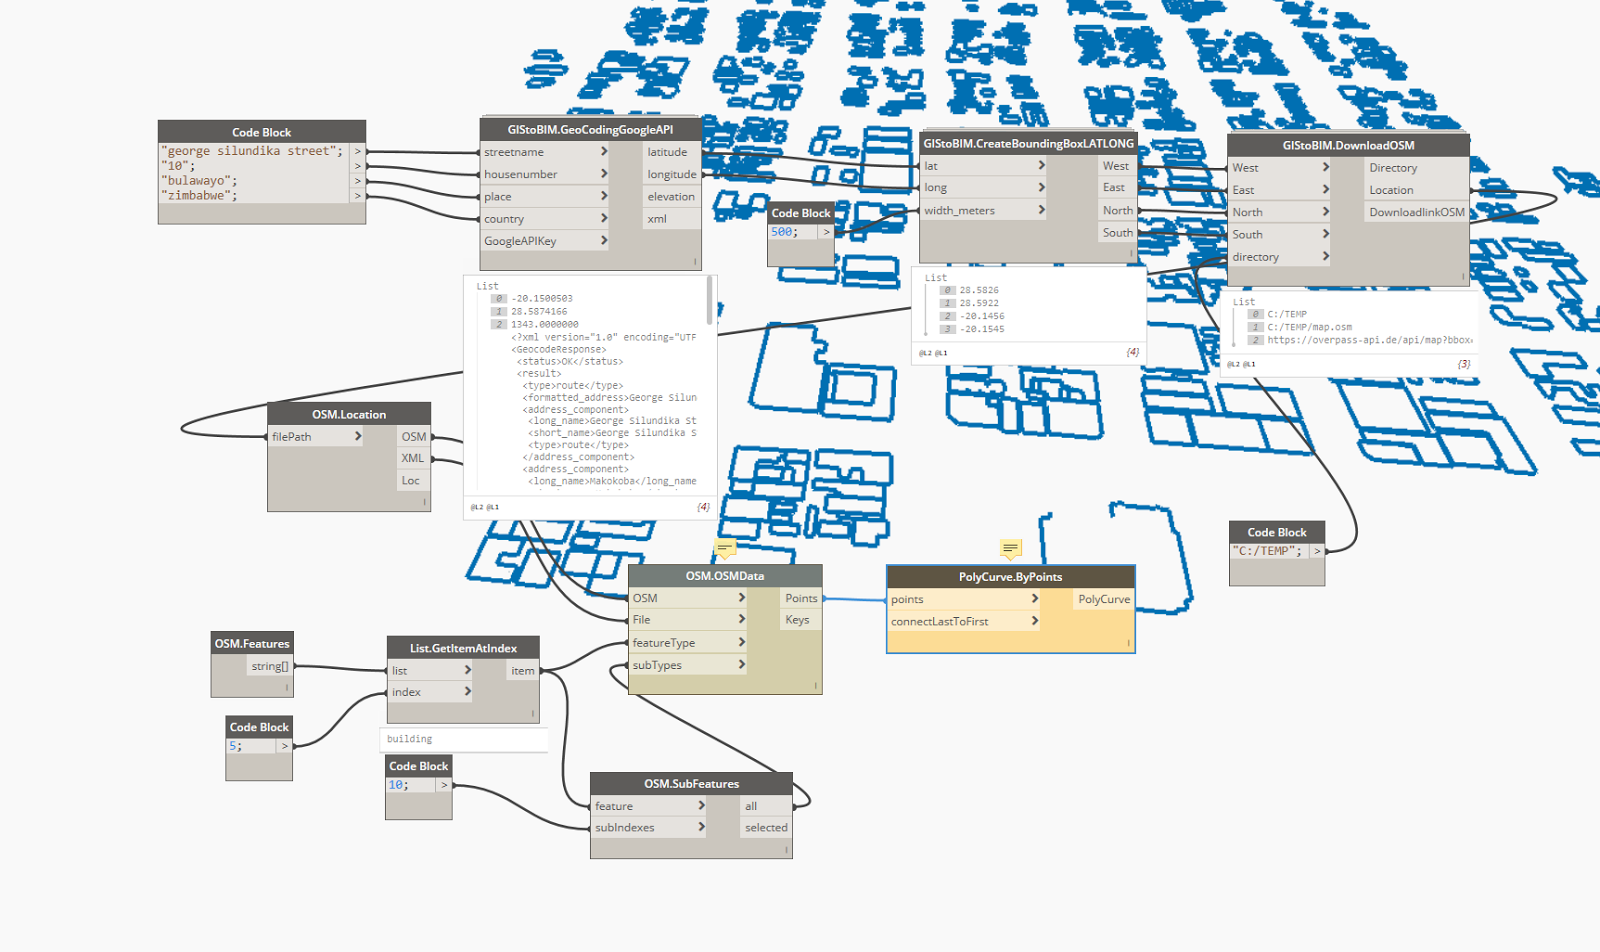 Code Block
"george silundika street"; >
"10"; >
"bulawayo"; >
"zimbabwe"; >
GIStoBIM.GeoCodingGoogleAPI
streetname > latitude
housenumber > longitude
place > elevation
country > xml
GoogleAPIKey >
List
0 -20.1500503
1 28.5874166
2 1343.0000000
<?xml version="1.0" encoding="UTF
<GeocodeResponse>
<status>OK</status>
<result>
<type>route</type>
<formatted_address>George Silun
<address_component>
<long_name>George Silundika St
<short_name>George Silundika S
<type>route</type>
</address_component>
<address_component>
<long_name>Makokoba</long_name
@L2 @L1 {4}
Code Block
500; >
GIStoBIM.CreateBoundingBoxLATLONG
lat > West
long > East
width_meters > North
South
List
0 28.5826
1 28.5922
2 -20.1456
3 -20.1545
@L2 @L1 {4}
GIStoBIM.DownloadOSM
West > Directory
East > Location
North > DownloadlinkOSM
South >
directory >
List
0 C:/TEMP
1 C:/TEMP/map.osm
2 https://overpass-api.de/api/map?bbox=
@L2 @L1 {3}
OSM.Location
filePath > OSM
XML
Loc
Code Block
"C:/TEMP"; >
OSM.OSMData
OSM > Points
File > Keys
featureType >
subTypes >
PolyCurve.ByPoints
points > PolyCurve
connectLastToFirst >
OSM.Features
string[]
List.GetItemAtIndex
list > item
index >
building
Code Block
5; >
Code Block
10; >
OSM.SubFeatures
feature > all
subIndexes > selected